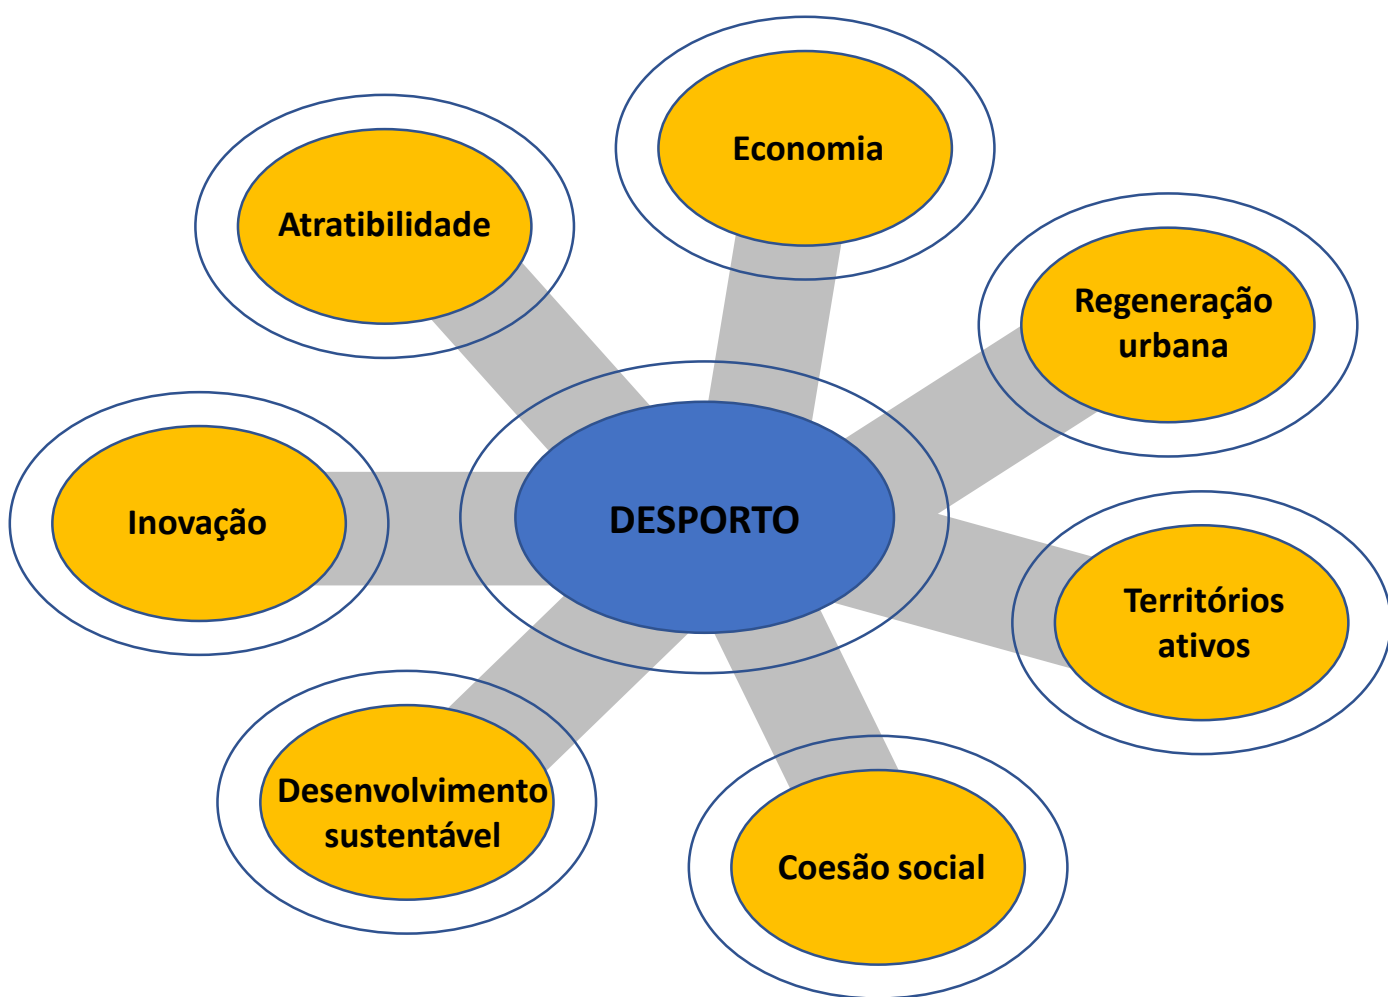 Economia
Atratibilidade
Regeneração
urbana
Inovação
DESPORTO
Territórios
ativos
Desenvolvimento
sustentável
Coesão social